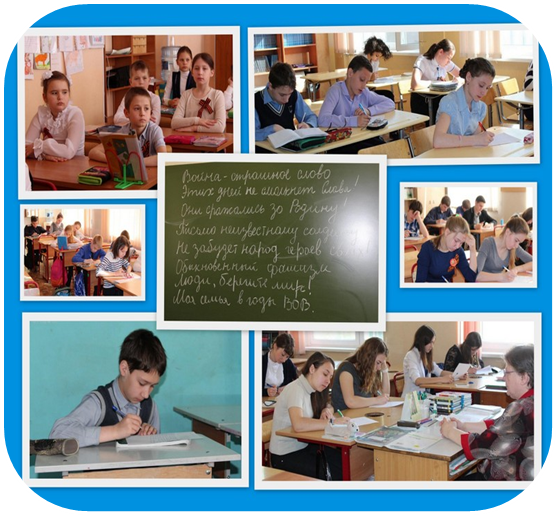 Война - страшное слово
Этих дней не смолкнет слава!
Они сражались за Родину!
Письмо неизвестному солдату
Не забудет народ героев своих!
Обыкновенный фашизм
Люди, берегите мир!
Моя семья в годы ВОВ.